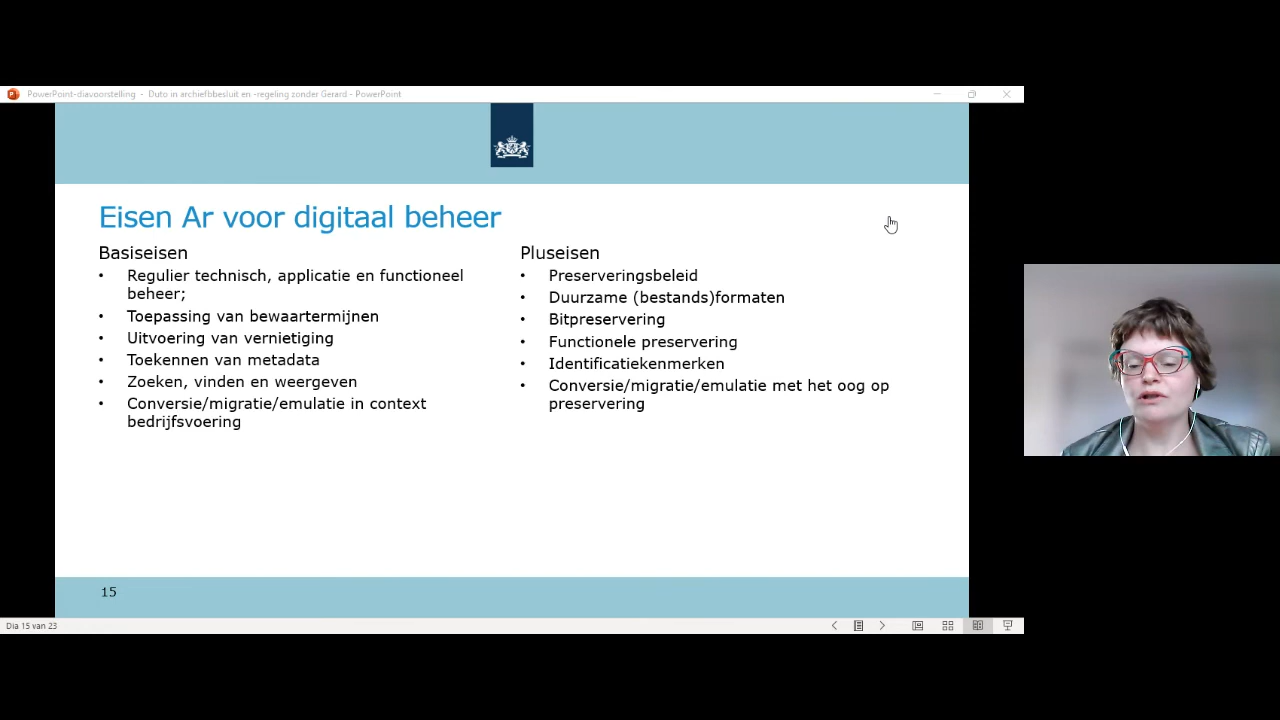 PowerPoint-diavoorstelling - Duto in archiefbbesluit en -regeling zonder Gerard - PowerPoint
Eisen Ar voor digitaal beheer
Basiseisen
• Regulier technisch, applicatie en functioneel
beheer;
• Toepassing van bewaartermijnen
• Uitvoering van vernietiging
• Toekennen van metadata
• Zoeken, vinden en weergeven
• Conversie/migratie/emulatie in context
bedrijfsvoering
Pluseisen
• Preserveringsbeleid
• Duurzame (bestands)formaten
• Bitpreservering
• Functionele preservering
• Identificatiekenmerken
• Conversie/migratie/emulatie met het oog op
preservering
15
Dia 15 van 23